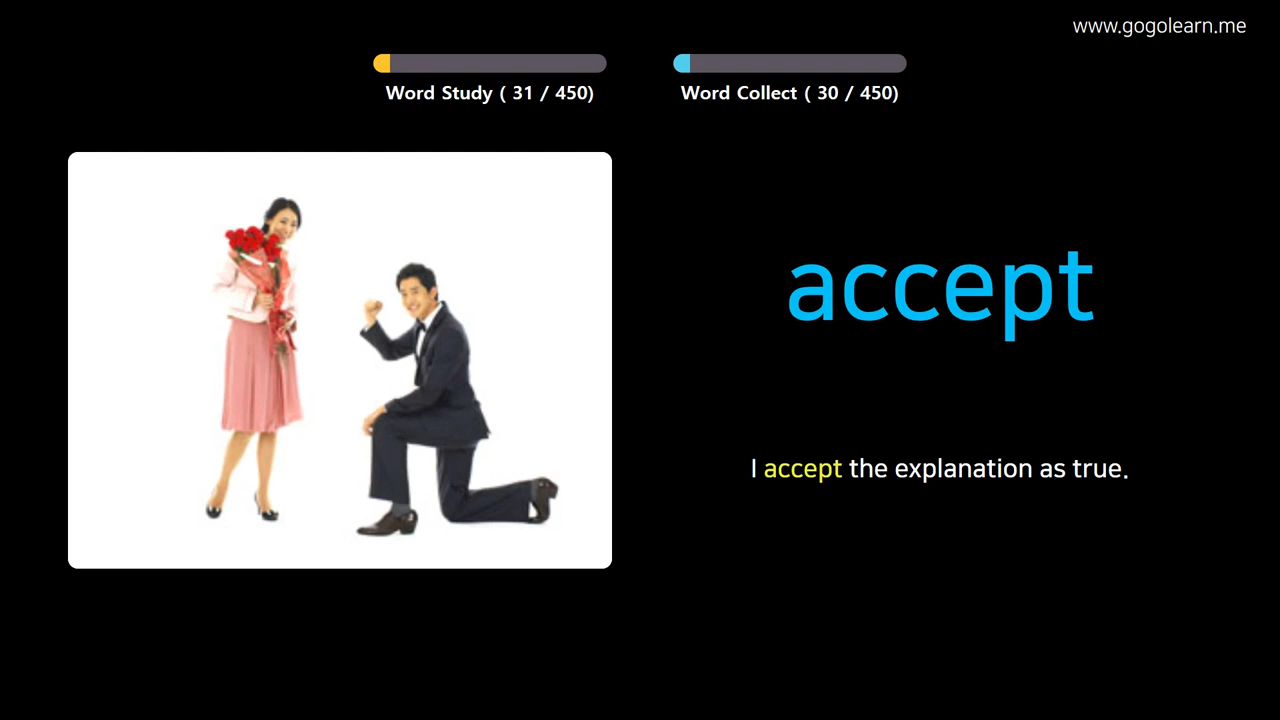 www.gogolearn.me
Word Study ( 31 / 450)
Word Collect ( 30 / 450)
accept
I accept the explanation as true.